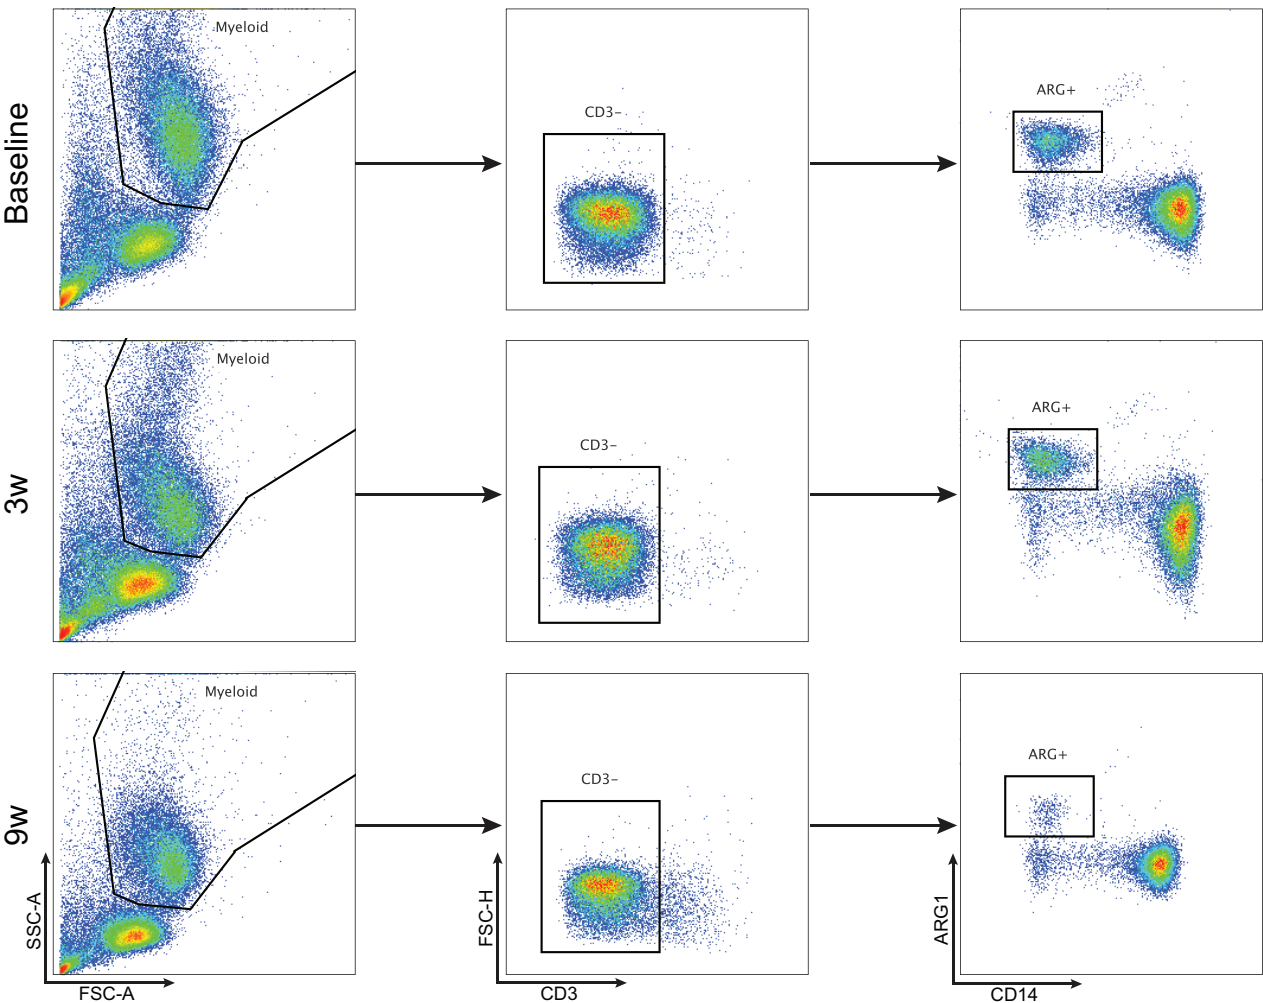 Baseline
Myeloid
CD3-
ARG+
3w
Myeloid
CD3-
ARG+
9w
Myeloid
CD3-
ARG+
SSC-A
FSC-A
FSC-H
CD3
ARG1
CD14